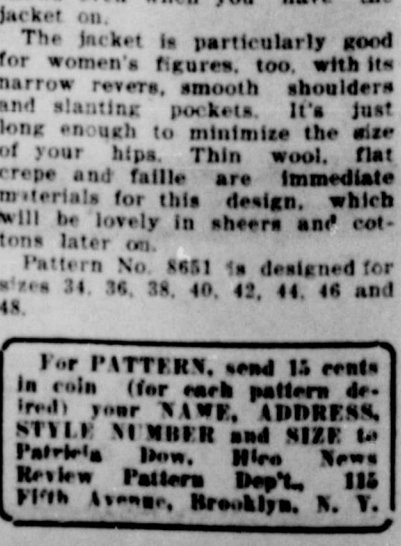 jacket on.
The jacket is particularly good
for women's figures, too, with its
narrow revers, smooth shoulders
and slanting pockets. It's just
long enough to minimize the size
of your hips. Thin wool, flat
crepe and faille are immediate
materials for this design, which
will be lovely in sheers and cot-
tons later on.
Pattern No. 8651 is designed for
sizes 34, 36, 38, 40, 42, 44, 46 and
48.
For PATTERN, send 15 cents
in coin (for each pattern de-
ired) your NAME, ADDRESS,
STYLE NUMBER and SIZE to
Patricia Dow, Hico News
Review Pattern Dep't., 115
Fifth Avenue, Brooklyn, N. Y.